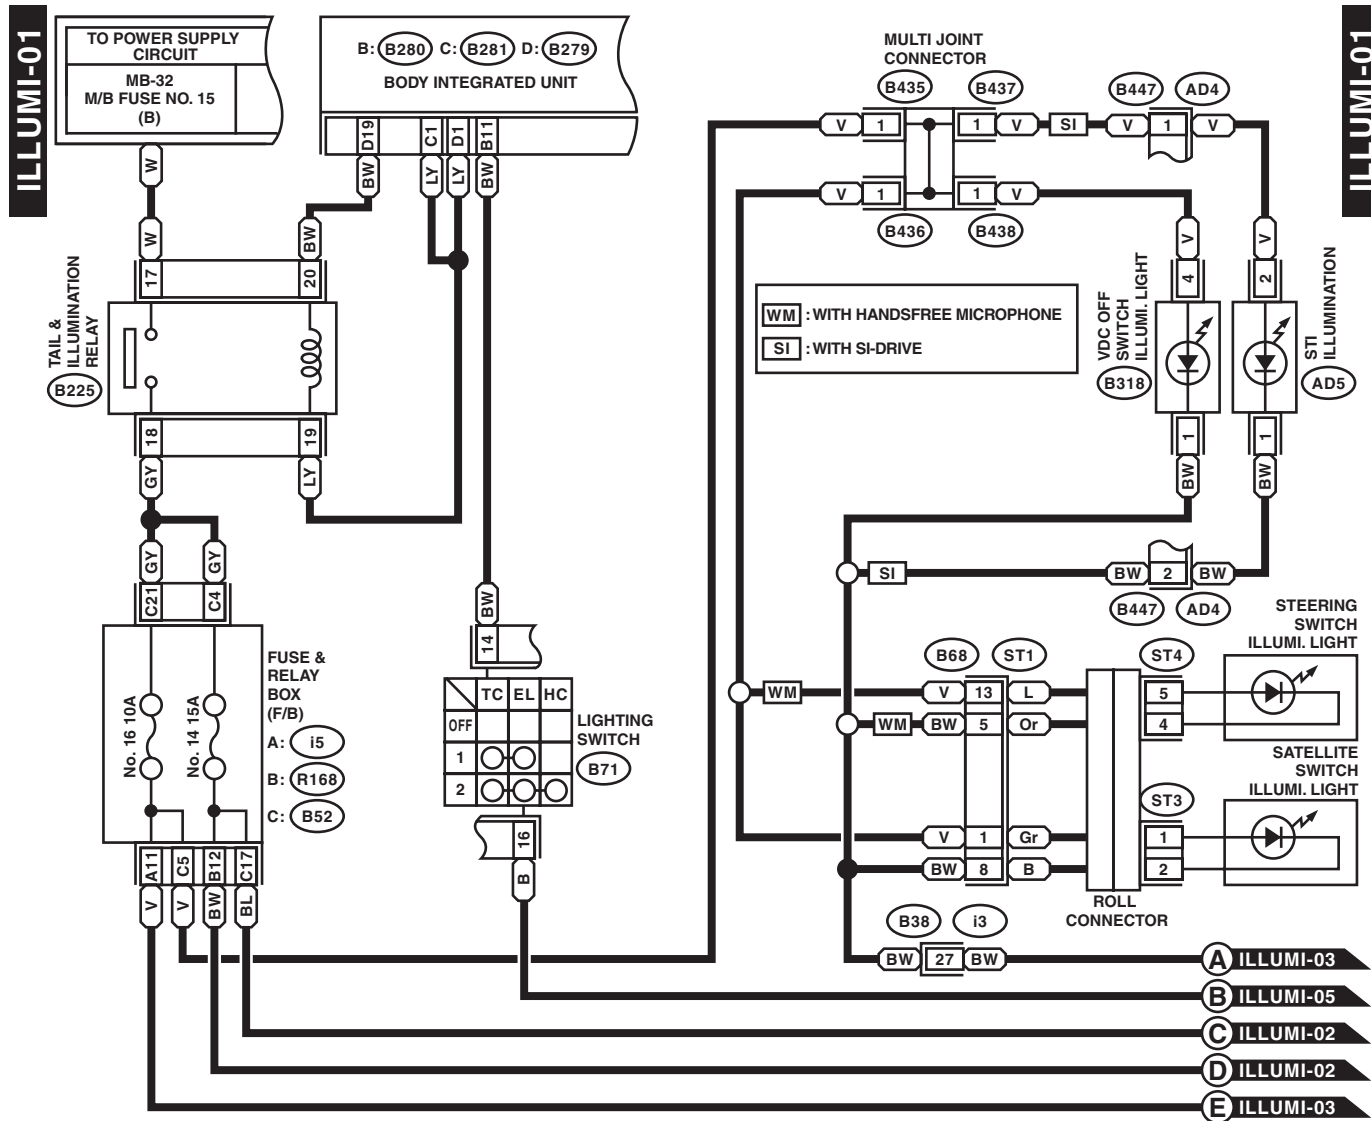 ILLUMI-01
ILLUMI-01
TO POWER SUPPLY
CIRCUIT
MB-32
M/B FUSE NO. 15
(B)
B: B280 C: B281 D: B279
BODY INTEGRATED UNIT
D19
C1
D1
B11
W
BW
LY
LY
BW
W
BW
17
20
TAIL &
ILLUMINATION
RELAY
B225
18
19
GY
LY
GY
GY
C21
C4
No. 16 10A
No. 14 15A
FUSE &
RELAY
BOX
(F/B)
A: i5
B: R168
C: B52
A11
C5
B12
C17
V
V
BW
BL
BW
14
TC EL HC
OFF
1
2
LIGHTING
SWITCH
B71
16
B
MULTI JOINT
CONNECTOR
B435 B437 B447 AD4
V 1 1 V SI V 1 V
V 1 1 V
B436 B438
WM : WITH HANDSFREE MICROPHONE
SI : WITH SI-DRIVE
V
V
4
2
VDC OFF
SWITCH
ILLUMI. LIGHT
B318
STI
ILLUMINATION
AD5
1
1
BW
BW
SI BW 2 BW
B447 AD4
STEERING
SWITCH
ILLUMI. LIGHT
B68 ST1 ST4
WM V 13 L 5
WM BW 5 Or 4
SATELLITE
SWITCH
ILLUMI. LIGHT
ST3
V 1 Gr 1
BW 8 B 2
ROLL
CONNECTOR
B38 i3
BW 27 BW
A ILLUMI-03
B ILLUMI-05
C ILLUMI-02
D ILLUMI-02
E ILLUMI-03